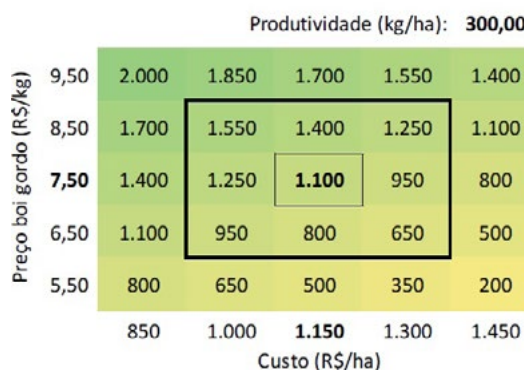 Produtividade (kg/ha): 300,00
Preço boi gordo (R$/kg)
9,50 2.000 1.850 1.700 1.550 1.400
8,50 1.700 1.550 1.400 1.250 1.100
7,50 1.400 1.250 1.100 950 800
6,50 1.100 950 800 650 500
5,50 800 650 500 350 200
850 1.000 1.150 1.300 1.450
Custo (R$/ha)